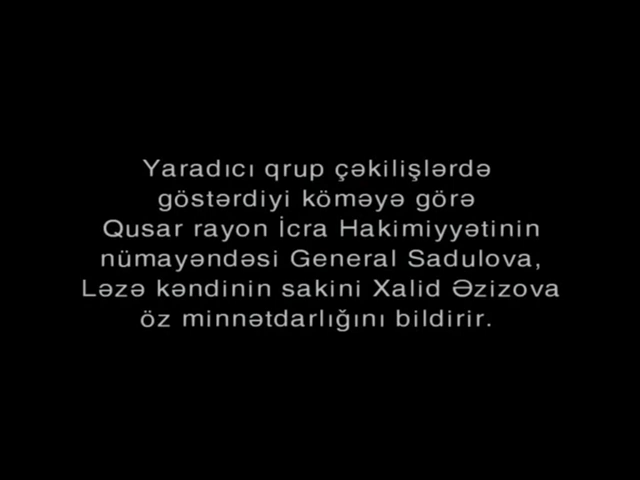 Yaradıcı qrup çəkilişlərdə
göstərdiyi köməyə görə
Qusar rayon İcra Hakimiyyətinin
nümayəndəsi General Sadulova,
Ləzə kəndinin sakini Xalid Əzizova
öz minnətdarlığını bildirir.